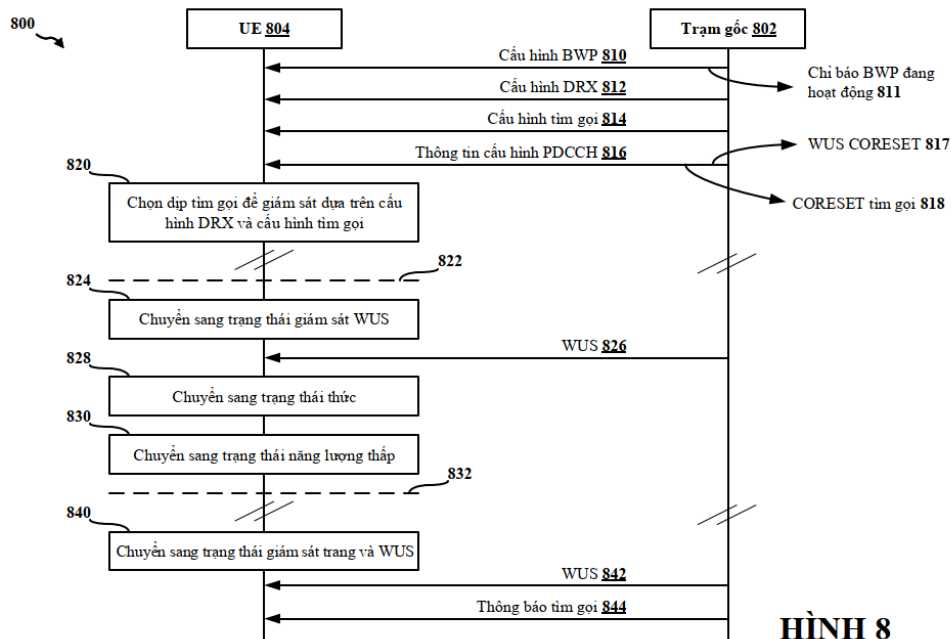 800
UE 804
Trạm gốc 802
Cấu hình BWP 810
Chỉ báo BWP đang
hoạt động 811
Cấu hình DRX 812
Cấu hình tìm gọi 814
Thông tin cấu hình PDCCH 816
WUS CORESET 817
CORESET tìm gọi 818
820
Chọn dịp tìm gọi để giám sát dựa trên cấu
hình DRX và cấu hình tìm gọi
822
824
Chuyển sang trạng thái giám sát WUS
WUS 826
828
Chuyển sang trạng thái thức
830
Chuyển sang trạng thái năng lượng thấp
832
840
Chuyển sang trạng thái giám sát trang và WUS
WUS 842
Thông báo tìm gọi 844
HÌNH 8